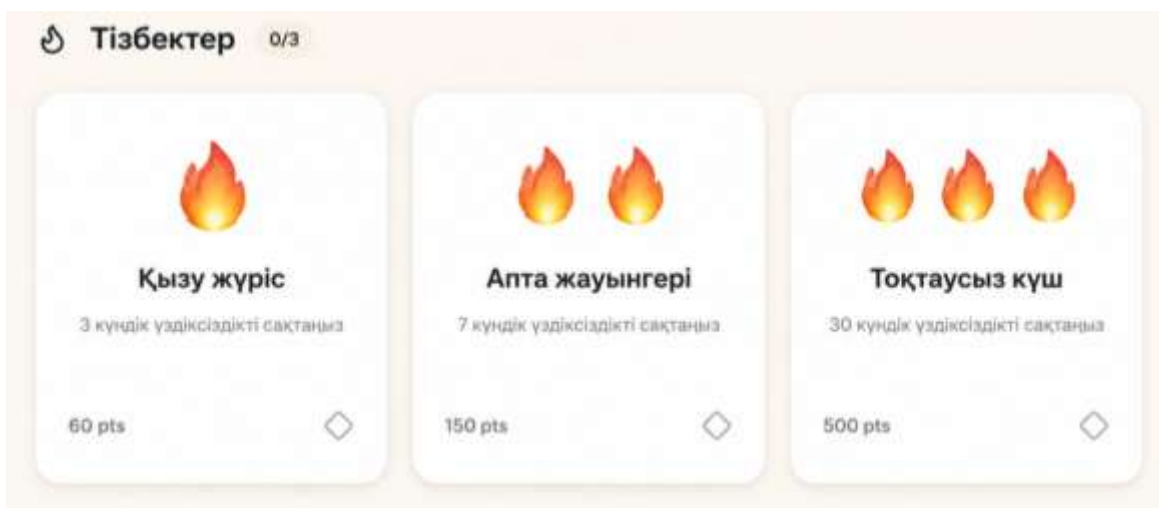 Тізбектер 0/3
Қызу жүріс
3 күндік үздіксіздікті сақтаңыз
60 pts
Апта жауынгері
7 күндік үздіксіздікті сақтаңыз
150 pts
Тоқтаусыз күш
30 күндік үздіксіздікті сақтаңыз
500 pts